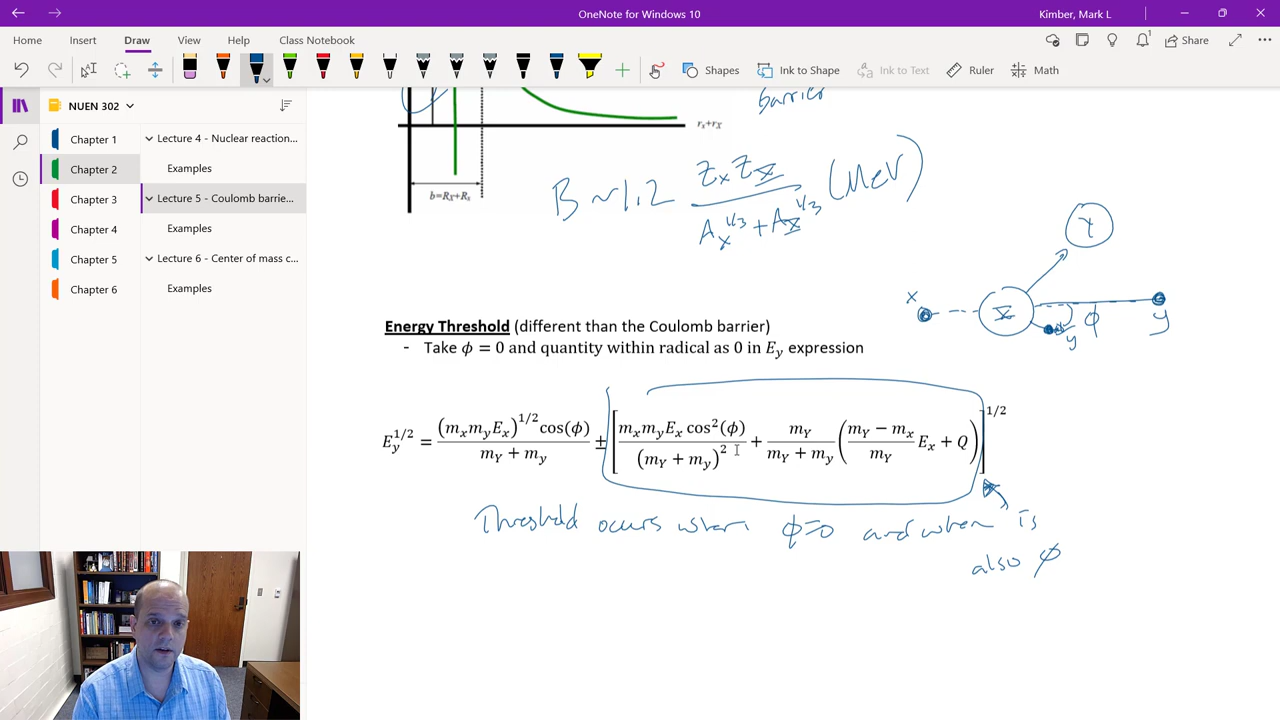 OneNote for Windows 10
Kimber, Mark L
Home Insert Draw View Help Class Notebook
Share
Shapes
Ink to Shape
Ink to Text
Ruler
Math
NUEN 302
Chapter 1
Chapter 2
Chapter 3
Chapter 4
Chapter 5
Chapter 6
Lecture 4 - Nuclear reaction...
Examples
Lecture 5 - Coulomb barrie...
Examples
Lecture 6 - Center of mass c...
Examples
barrier
r_x+r_X
b=R_X+R_x
B ~ 1.2 Z_x Z_X / (A_x^{1/3} + A_X^{1/3}) (MeV)
Y
x X ϕ y
y
Energy Threshold (different than the Coulomb barrier)
- Take ϕ = 0 and quantity within radical as 0 in E_y expression
E_y^{1/2} = (m_x m_y E_x)^{1/2} cos(ϕ) / (m_Y + m_y) ± [ m_x m_y E_x cos²(ϕ) / (m_Y + m_y)² + m_Y / (m_Y + m_y) ( (m_Y − m_x) / m_Y E_x + Q ) ]^{1/2}
Threshold occurs when ϕ=0 and when is
also ϕ